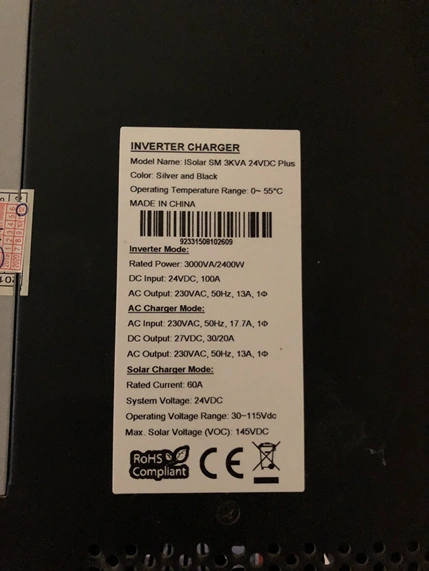 INVERTER CHARGER
Model Name: ISolar SM 3KVA 24VDC Plus
Color: Silver and Black
Operating Temperature Range: 0~ 55°C
MADE IN CHINA
92331508102609
Inverter Mode:
Rated Power: 3000VA/2400W
DC Input: 24VDC, 100A
AC Output: 230VAC, 50Hz, 13A, 1Φ
AC Charger Mode:
AC Input: 230VAC, 50Hz, 17.7A, 1Φ
DC Output: 27VDC, 30/20A
AC Output: 230VAC, 50Hz, 13A, 1Φ
Solar Charger Mode:
Rated Current: 60A
System Voltage: 24VDC
Operating Voltage Range: 30~115Vdc
Max. Solar Voltage (VOC): 145VDC
RoHS
Compliant
CE